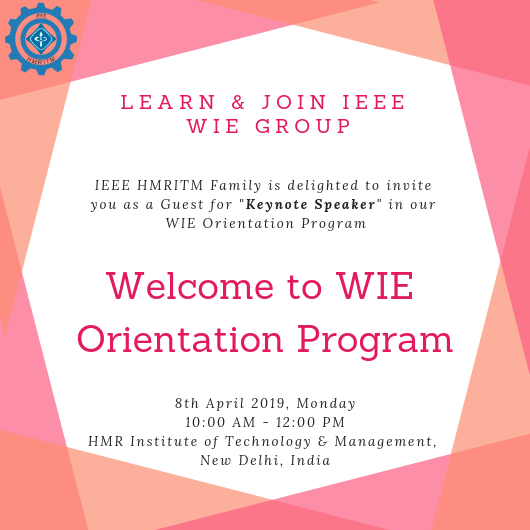 IEEE
HMRITM
LEARN & JOIN IEEE
WIE GROUP
IEEE HMRITM Family is delighted to invite
you as a Guest for "Keynote Speaker" in our
WIE Orientation Program
Welcome to WIE
Orientation Program
8th April 2019, Monday
10:00 AM - 12:00 PM
HMR Institute of Technology & Management,
New Delhi, India